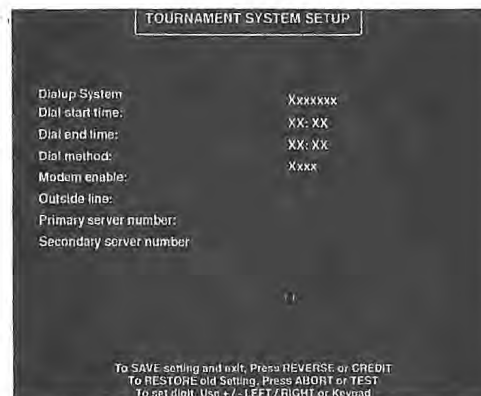 TOURNAMENT SYSTEM SETUP
Dialup System Xxxxxxx
Dial start time: XX: XX
Dial end time: XX: XX
Dial method: Xxxx
Modem enable:
Outside line:
Primary server number:
Secondary server number
To SAVE setting and exit, Press REVERSE or CREDIT
To RESTORE old Setting, Press ABORT or TEST
To set digit, Use + / - LEFT / RIGHT or Keypad